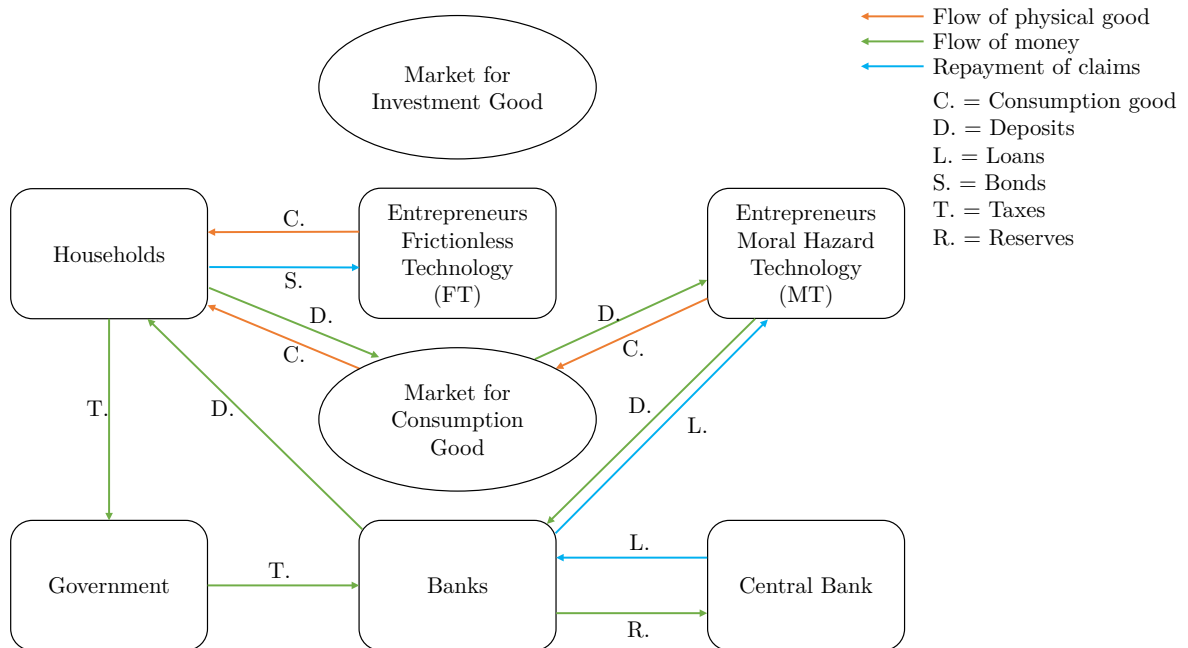 Flow of physical good
Flow of money
Repayment of claims
C. = Consumption good
D. = Deposits
L. = Loans
S. = Bonds
T. = Taxes
R. = Reserves
Market for
Investment Good
Households
C.
S.
Entrepreneurs
Frictionless
Technology
(FT)
Entrepreneurs
Moral Hazard
Technology
(MT)
D.
C.
D.
C.
Market for
Consumption
Good
T.
D.
D.
L.
Government
T.
Banks
L.
R.
Central Bank